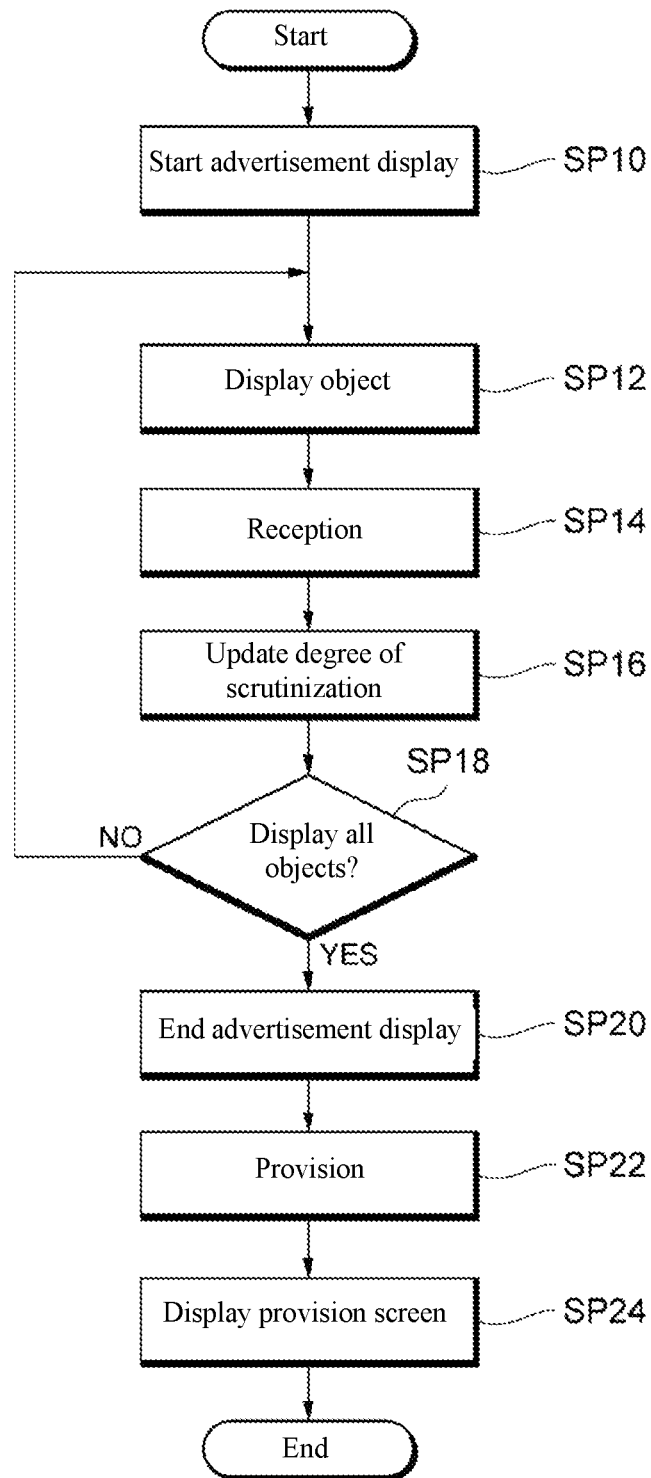 Start
Start advertisement display
SP10
Display object
SP12
Reception
SP14
Update degree of
scrutinization
SP16
SP18
Display all
objects?
NO
YES
End advertisement display
SP20
Provision
SP22
Display provision screen
SP24
End